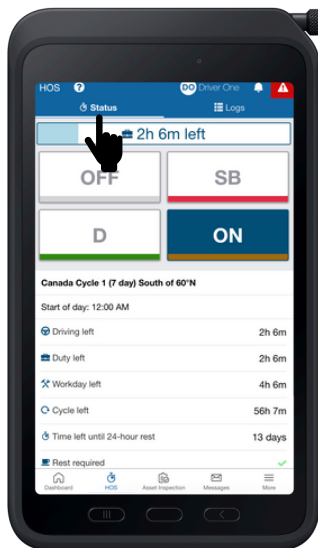 HOS ? DO Driver One
Status Logs
2h 6m left
OFF SB
D ON
Canada Cycle 1 (7 day) South of 60°N
Start of day: 12:00 AM
Driving left 2h 6m
Duty left 2h 6m
Workday left 4h 6m
Cycle left 56h 7m
Time left until 24-hour rest 13 days
Rest required
Dashboard HOS Asset Inspection Messages More